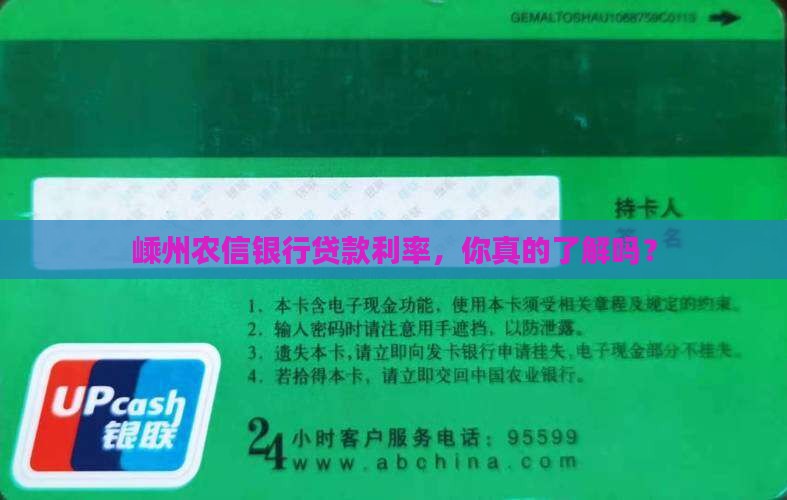 GEMALTOSHAU1068759C0119
持卡人
嵊州农信银行贷款利率，你真的了解吗？
名
1、本卡含电子现金功能，使用本卡须受相关章程及规定的约束。
2、输入密码时请注意用手遮挡，以防泄露。
3、遗失本卡,请立即向发卡银行申请挂失,电子现金部分不挂失。
4、若拾得本卡，请立即交回中国农业银行。
UPcash
银联
24小时客户服务电话：95599
www.abchina.com